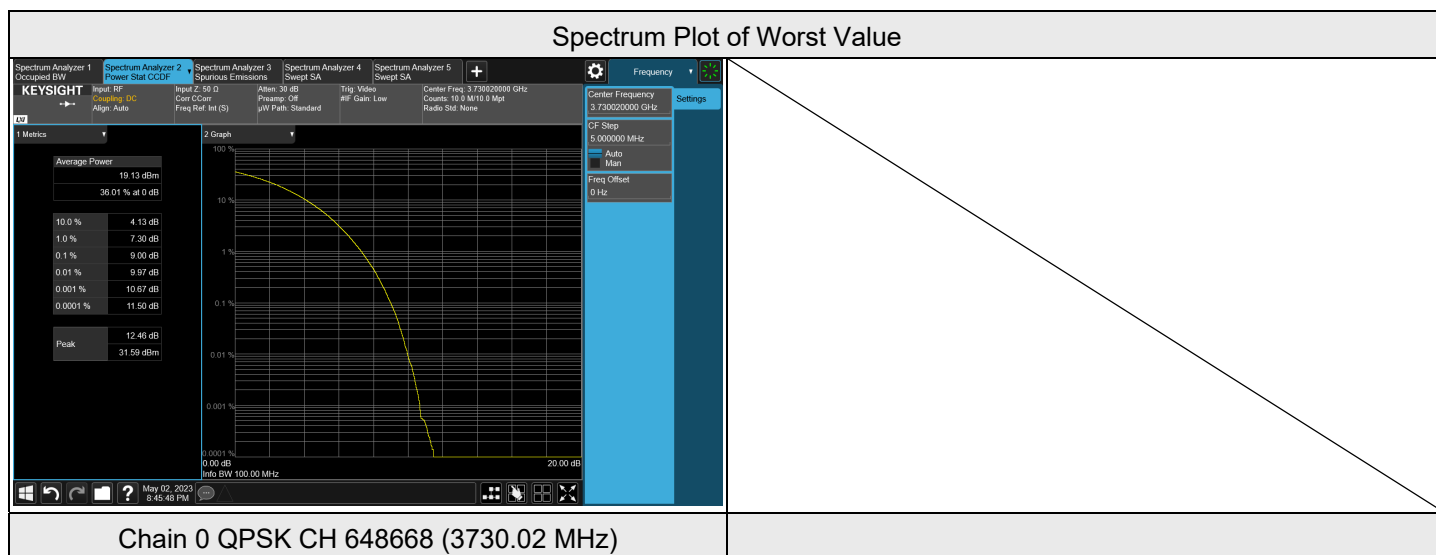 Spectrum Plot of Worst Value
Spectrum Analyzer 1
Occupied BW
Spectrum Analyzer 2
Power Stat CCDF
Spectrum Analyzer 3
Spurious Emissions
Spectrum Analyzer 4
Swept SA
Spectrum Analyzer 5
Swept SA
Frequency
KEYSIGHT
LXI
Input: RF
Coupling: DC
Align: Auto
Input Z: 50 Ω
Corr CCorr
Freq Ref: Int (S)
Atten: 30 dB
Preamp: Off
µW Path: Standard
Trig: Video
#IF Gain: Low
Center Freq: 3.730020000 GHz
Counts: 10.0 M/10.0 Mpt
Radio Std: None
Center Frequency
3.730020000 GHz
Settings
CF Step
5.000000 MHz
Auto
Man
Freq Offset
0 Hz
1 Metrics
Average Power
19.13 dBm
36.01 % at 0 dB
10.0 % 4.13 dB
1.0 % 7.30 dB
0.1 % 9.00 dB
0.01 % 9.97 dB
0.001 % 10.67 dB
0.0001 % 11.50 dB
Peak
12.46 dB
31.59 dBm
2 Graph
100 %
10 %
1 %
0.1 %
0.01 %
0.001 %
0.0001 %
0.00 dB 20.00 dB
Info BW 100.00 MHz
?
May 02, 2023
8:45:48 PM
Chain 0 QPSK CH 648668 (3730.02 MHz)